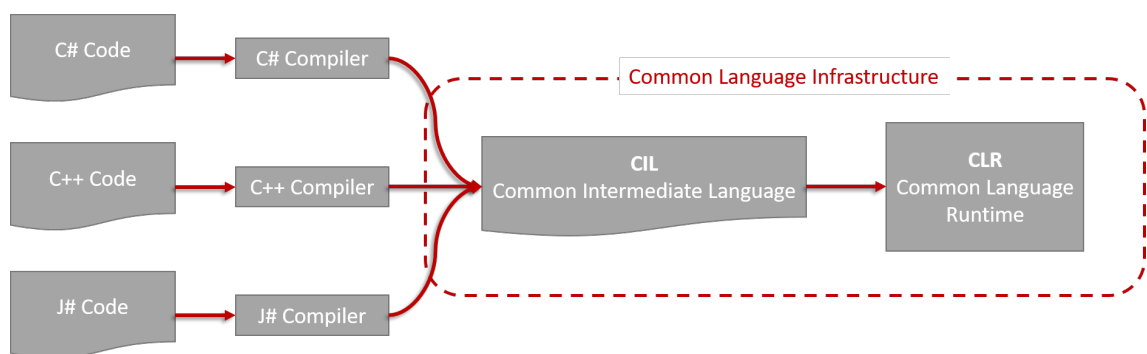 C# Code
C# Compiler
Common Language Infrastructure
C++ Code
C++ Compiler
CIL
Common Intermediate Language
CLR
Common Language
Runtime
J# Code
J# Compiler